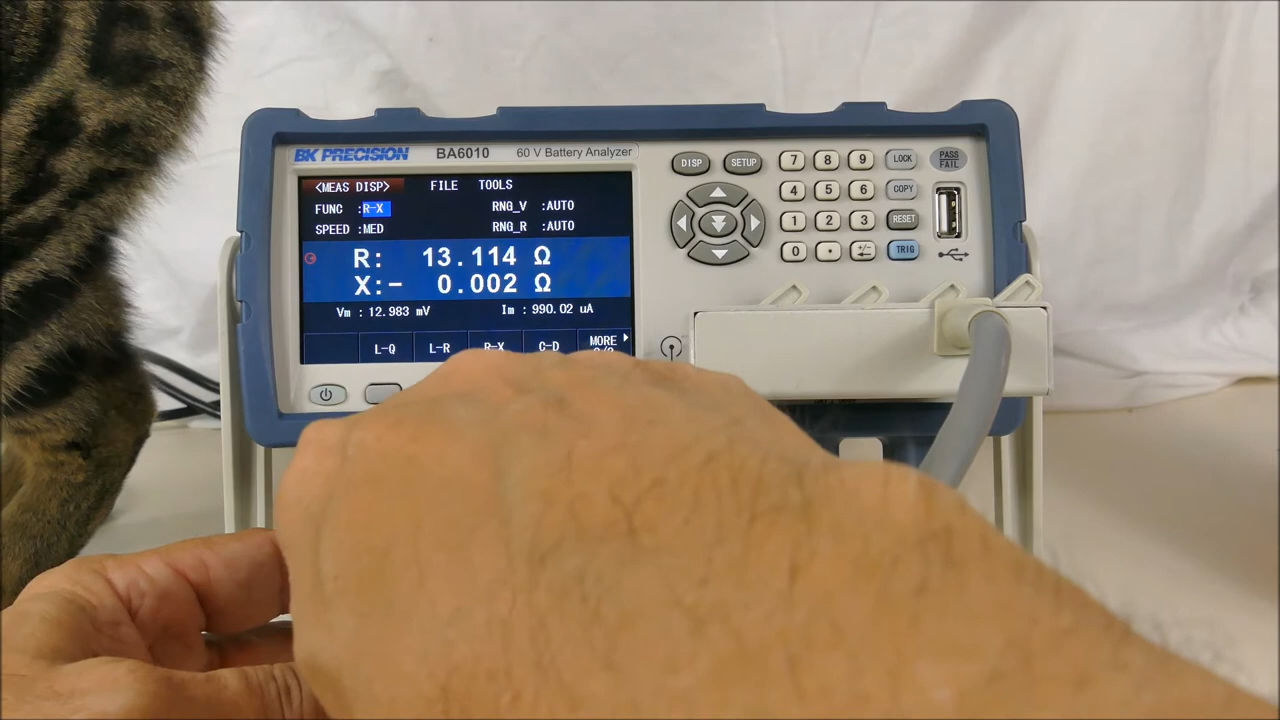 BK PRECISION BA6010 60 V Battery Analyzer
<MEAS DISP> FILE TOOLS
FUNC :R-X RNG_V :AUTO
SPEED :MED RNG_R :AUTO
R: 13.114 Ω
X:- 0.002 Ω
Vm : 12.983 mV Im : 990.02 uA
L-Q L-R R-X C-D MORE
DISP SETUP 7 8 9 LOCK PASS FAIL
4 5 6 COPY
1 2 3 RESET
0 . +/- TRIG